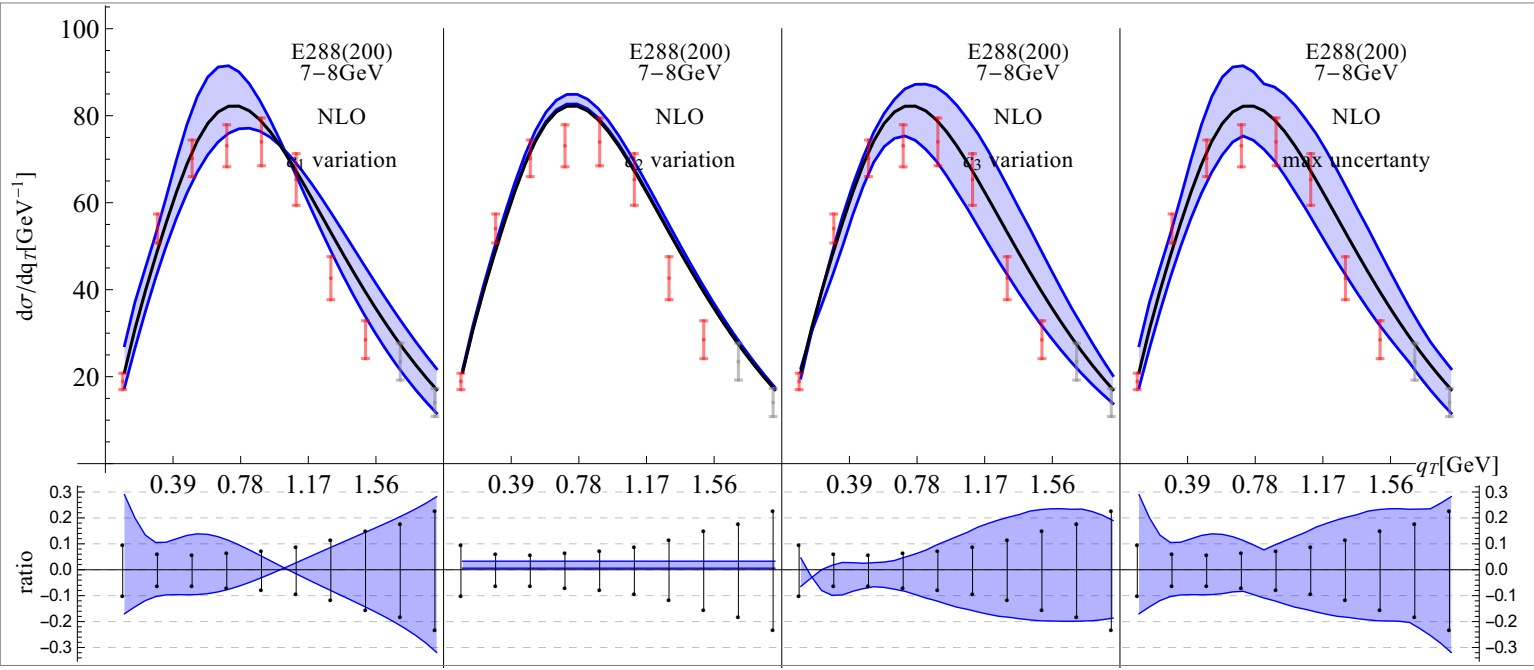 100
80
60
40
20
dσ/dq_T[GeV⁻¹]
E288(200)
7−8GeV
NLO
c₁ variation
E288(200)
7−8GeV
NLO
c₂ variation
E288(200)
7−8GeV
NLO
c₃ variation
E288(200)
7−8GeV
NLO
max uncertanty
q_T[GeV]
0.39 0.78 1.17 1.56
0.39 0.78 1.17 1.56
0.39 0.78 1.17 1.56
0.39 0.78 1.17 1.56
ratio
0.3
0.2
0.1
0.0
−0.1
−0.2
−0.3
0.3
0.2
0.1
0.0
−0.1
−0.2
−0.3